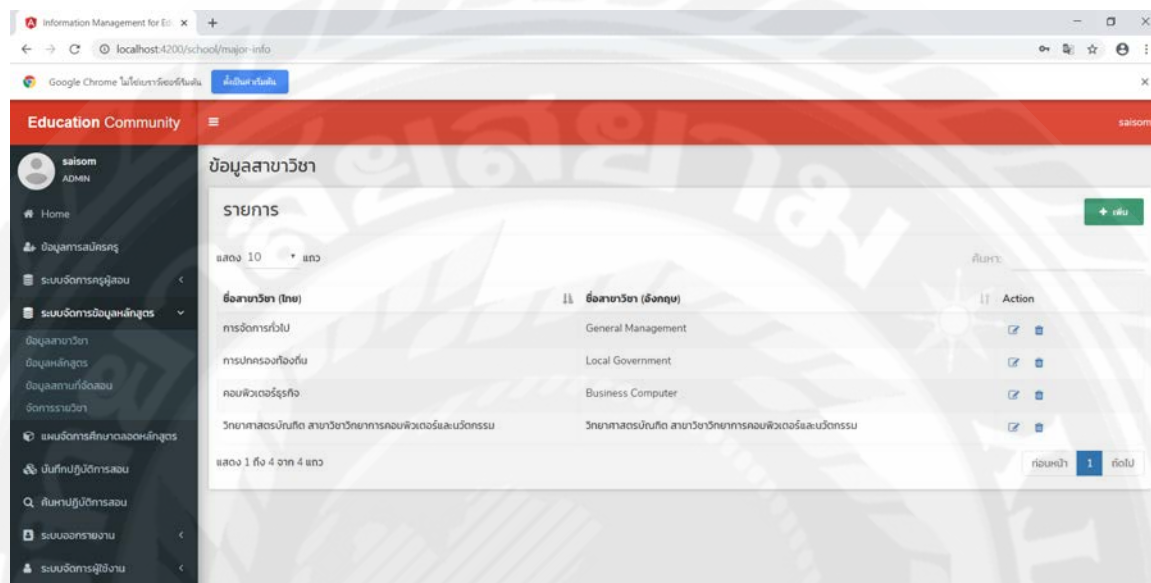 Information Management for Ed
localhost:4200/school/major-info
Google Chrome ไม่ใช่เบราว์เซอร์เริ่มต้น ตั้งเป็นค่าเริ่มต้น
Education Community
saisom
saisom
ADMIN
Home
ข้อมูลการสมัครครู
ระบบจัดการครูผู้สอน
ระบบจัดการข้อมูลหลักสูตร
ข้อมูลสาขาวิชา
ข้อมูลหลักสูตร
ข้อมูลสถานที่จัดสอน
จัดการรายวิชา
แผนจัดการศึกษาตลอดหลักสูตร
บันทึกปฏิบัติการสอน
ค้นหาปฏิบัติการสอน
ระบบออกรายงาน
ระบบจัดการผู้ใช้งาน
ข้อมูลสาขาวิชา
รายการ
+ เพิ่ม
แสดง 10 แถว
ค้นหา:
ชื่อสาขาวิชา (ไทย) ชื่อสาขาวิชา (อังกฤษ) Action
การจัดการทั่วไป General Management
การปกครองท้องถิ่น Local Government
คอมพิวเตอร์ธุรกิจ Business Computer
วิทยาศาสตรบัณฑิต สาขาวิชาวิทยาการคอมพิวเตอร์และนวัตกรรม วิทยาศาสตรบัณฑิต สาขาวิชาวิทยาการคอมพิวเตอร์และนวัตกรรม
แสดง 1 ถึง 4 จาก 4 แถว
ก่อนหน้า 1 ถัดไป